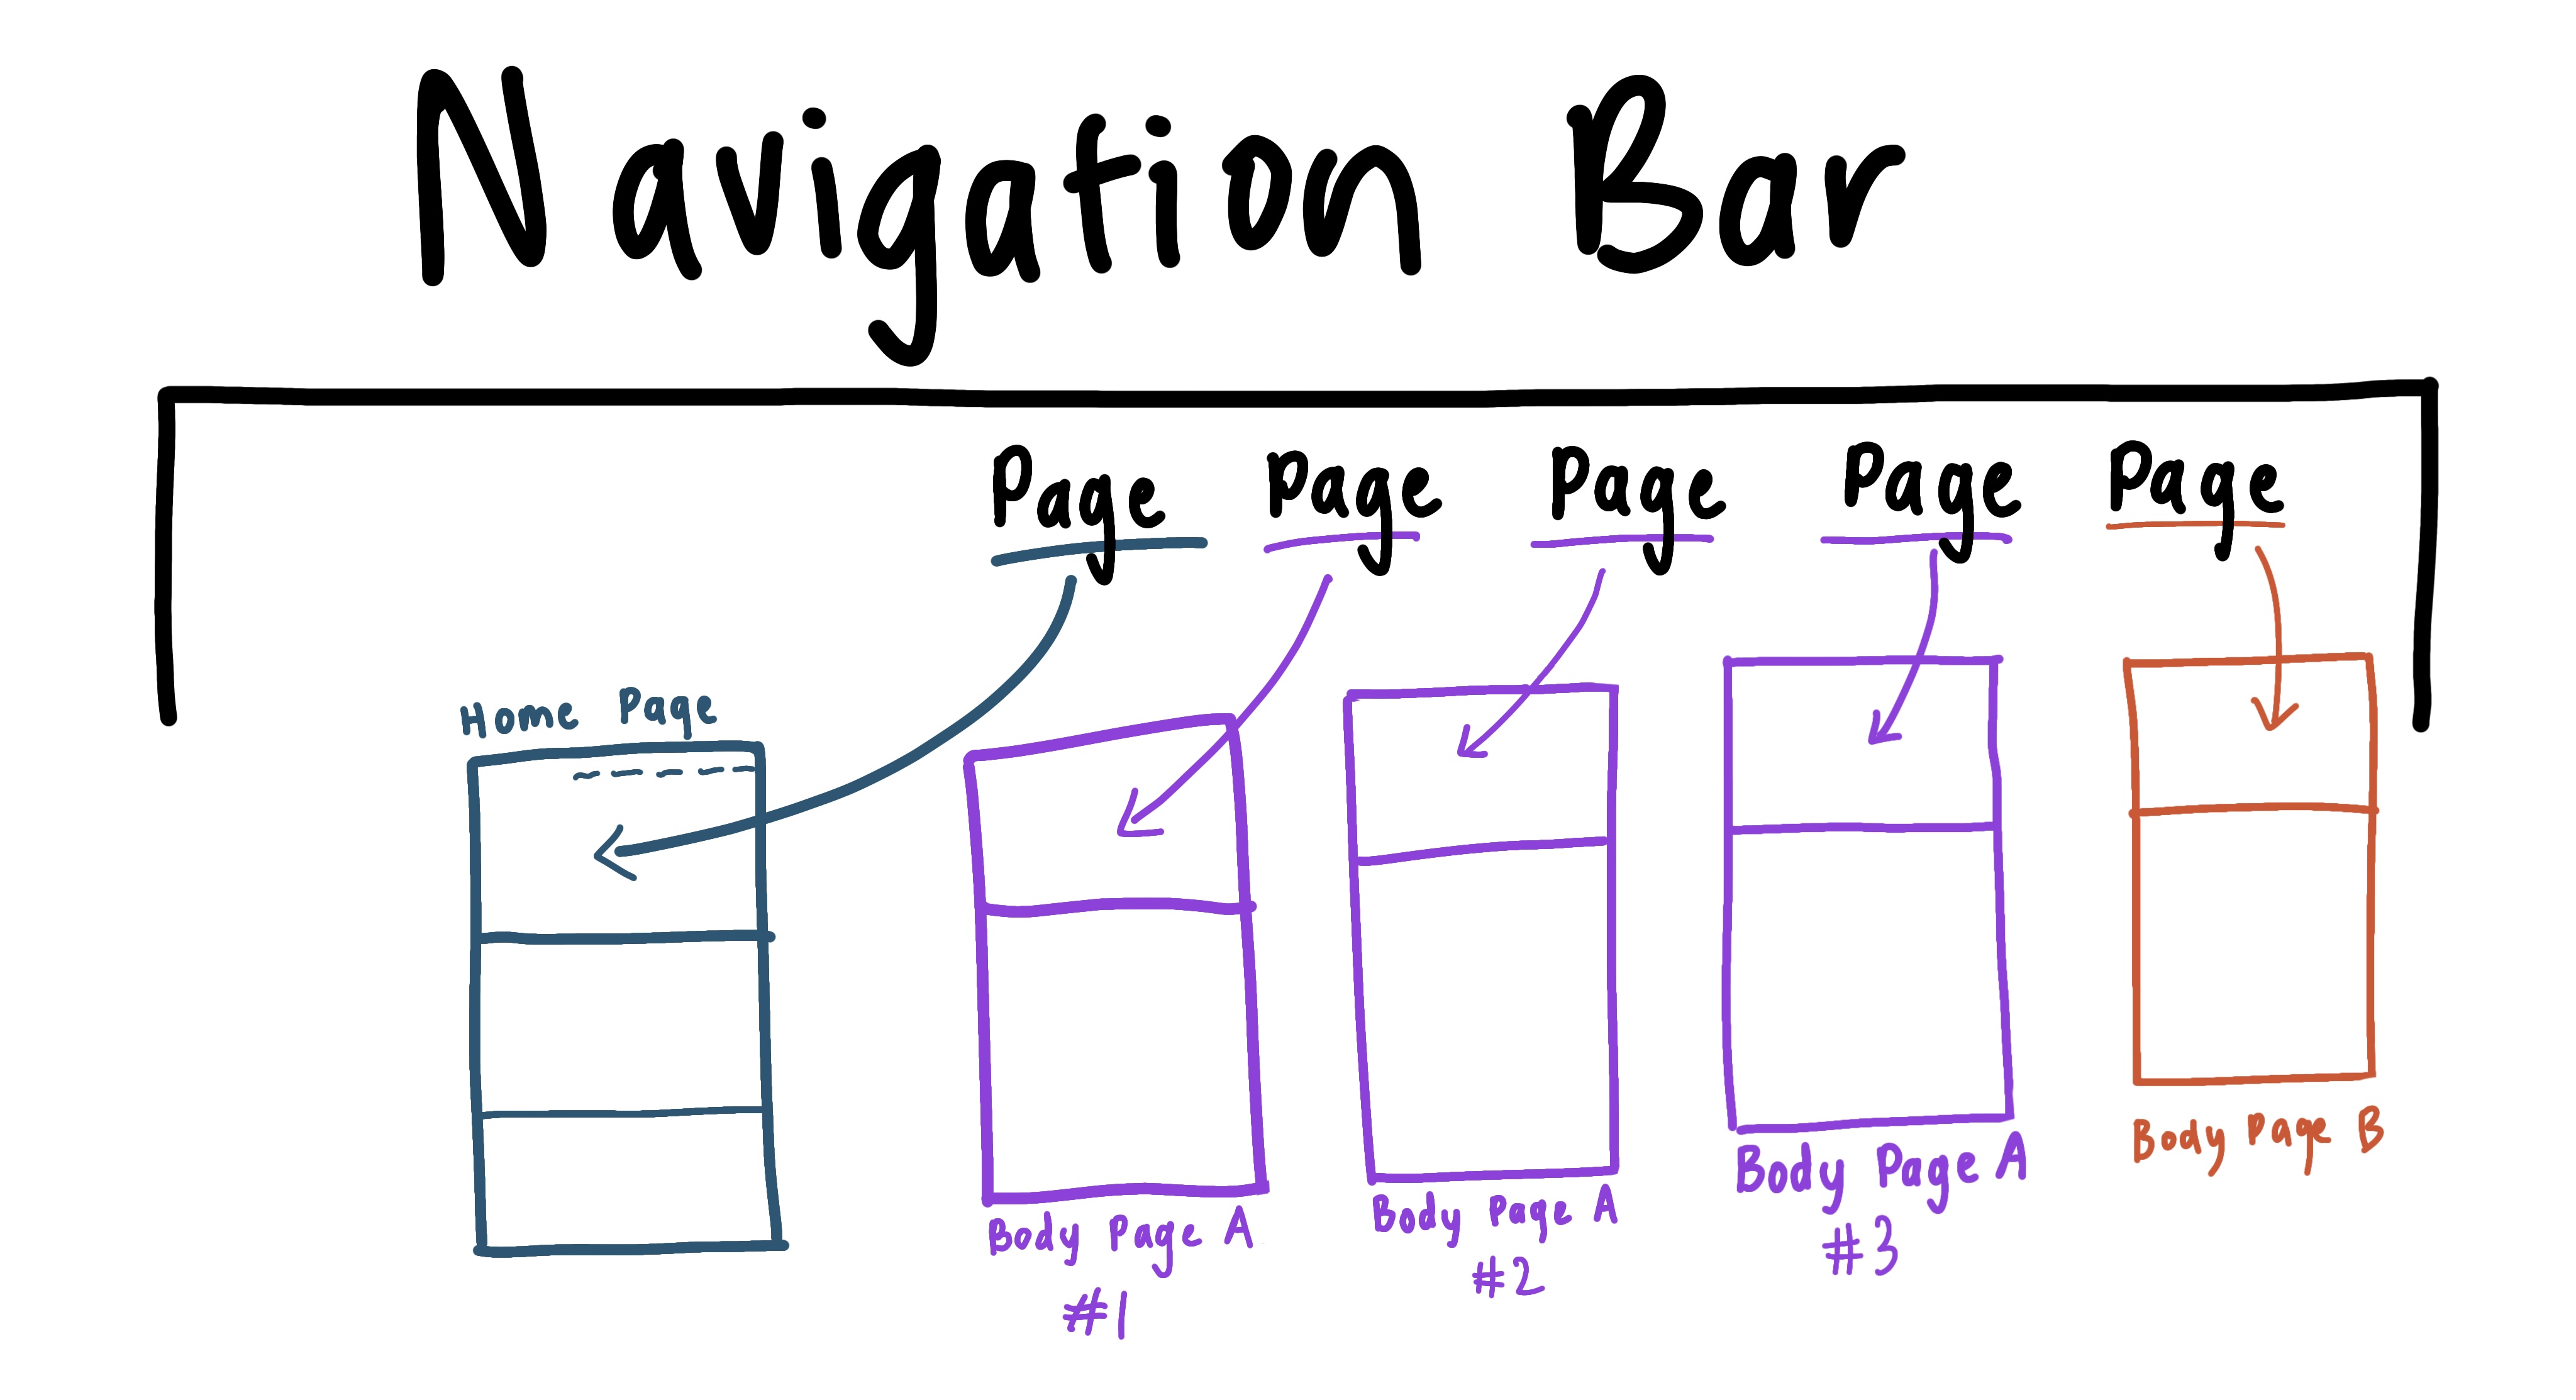 Navigation Bar
Page Page Page Page Page
Home Page
Body Page A
#1
Body Page A
#2
Body Page A
#3
Body Page B